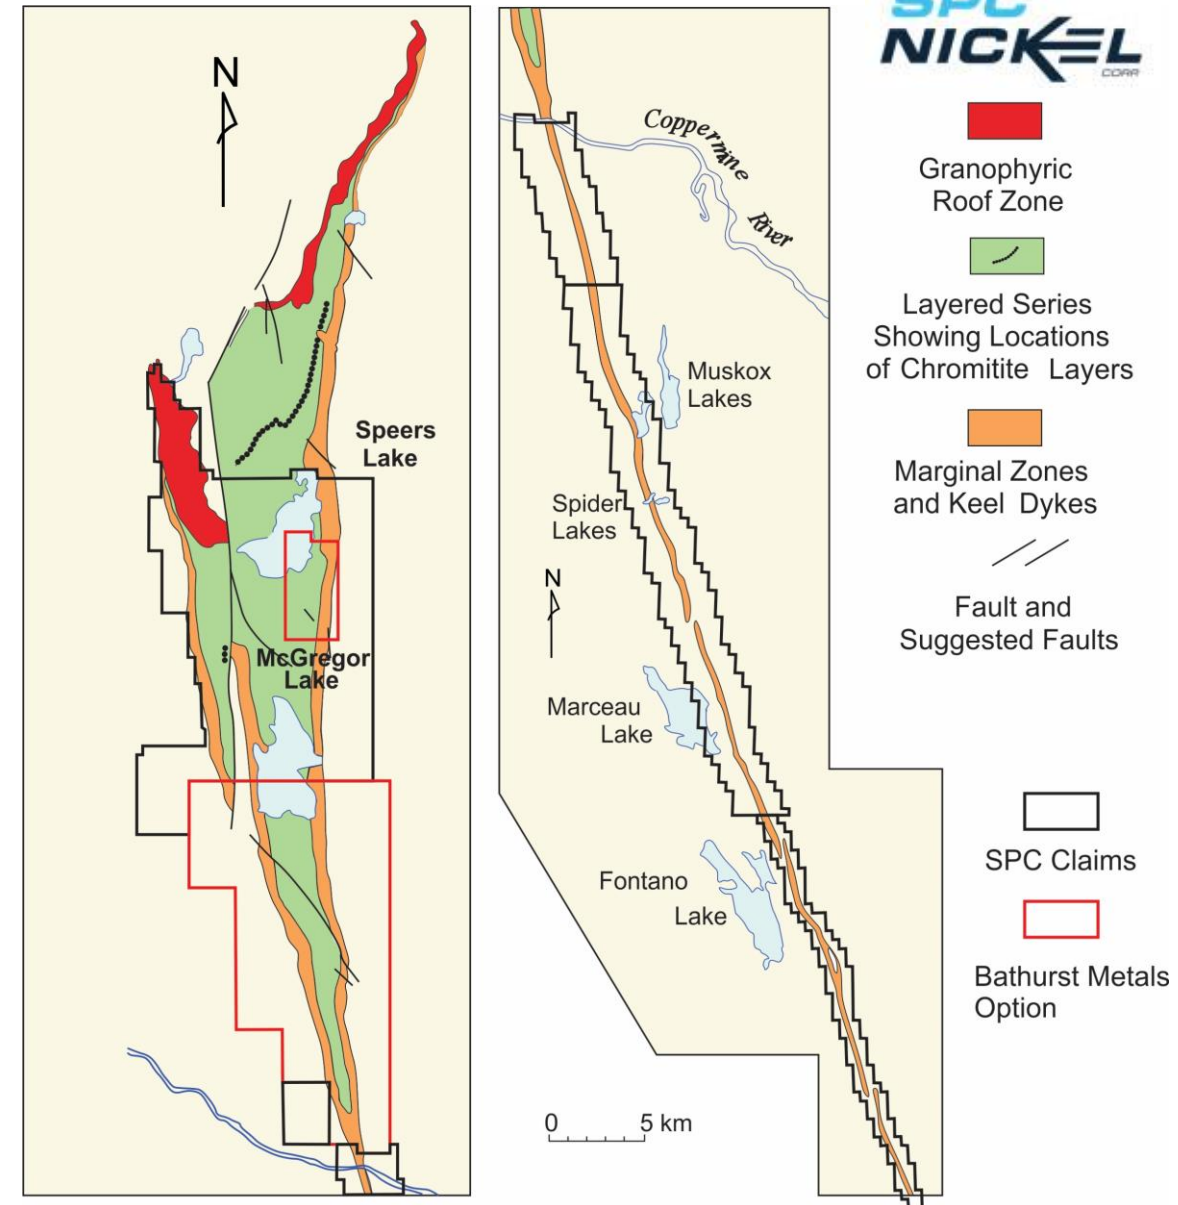 SPC
NICKEL
CORP
N
Speers
Lake
McGregor
Lake
Coppermine
River
Muskox
Lakes
Spider
Lakes
N
Marceau
Lake
Fontano
Lake
0 5 km
Granophyric
Roof Zone
Layered Series
Showing Locations
of Chromitite Layers
Marginal Zones
and Keel Dykes
Fault and
Suggested Faults
SPC Claims
Bathurst Metals
Option